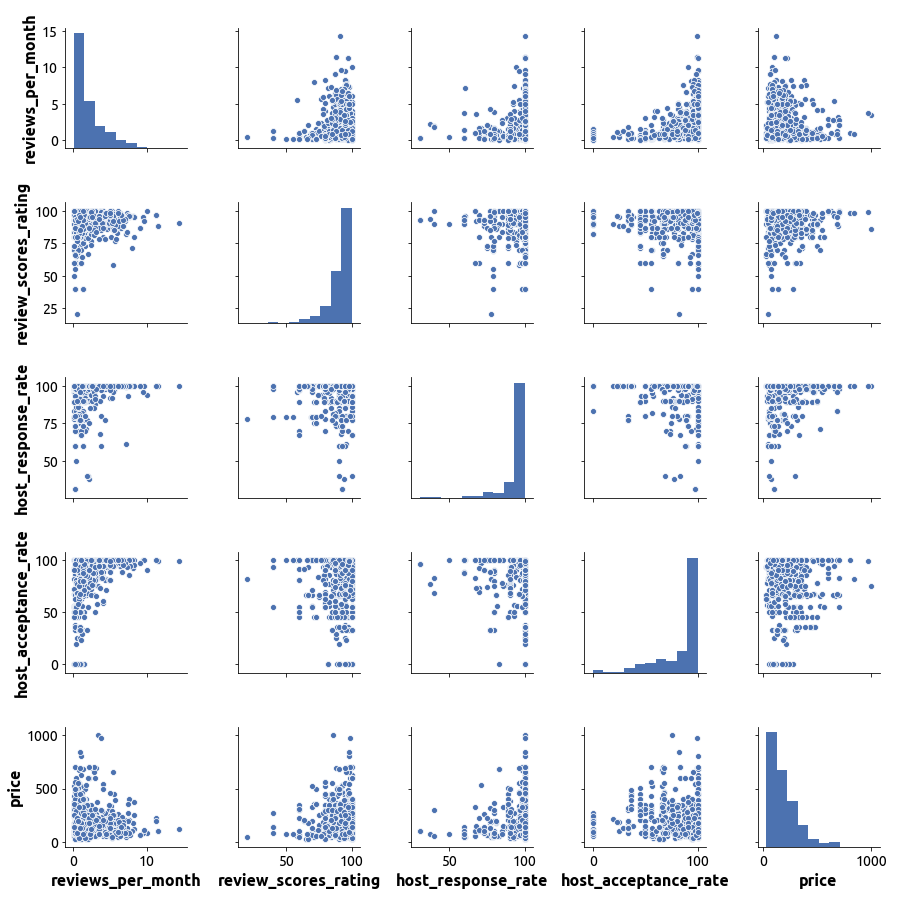 reviews_per_month
15
10
5
0
review_scores_rating
100
75
50
25
host_response_rate
100
75
50
host_acceptance_rate
100
50
0
price
1000
500
0
0 10 50 100 50 100 0 100 0 1000
reviews_per_month review_scores_rating host_response_rate host_acceptance_rate price